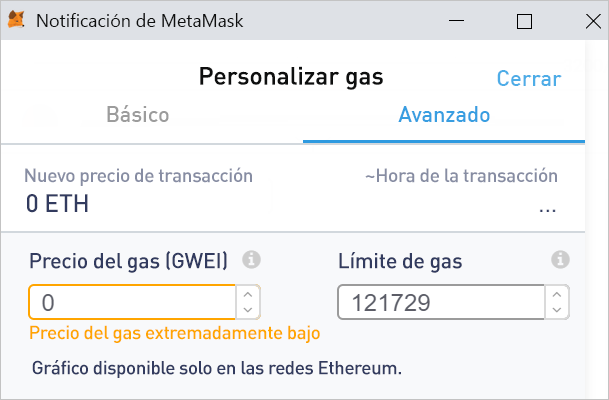 Notificación de MetaMask
Personalizar gas
Cerrar
Básico
Avanzado
Nuevo precio de transacción
~Hora de la transacción
0 ETH
...
Precio del gas (GWEI)
Límite de gas
0
121729
Precio del gas extremadamente bajo
Gráfico disponible solo en las redes Ethereum.